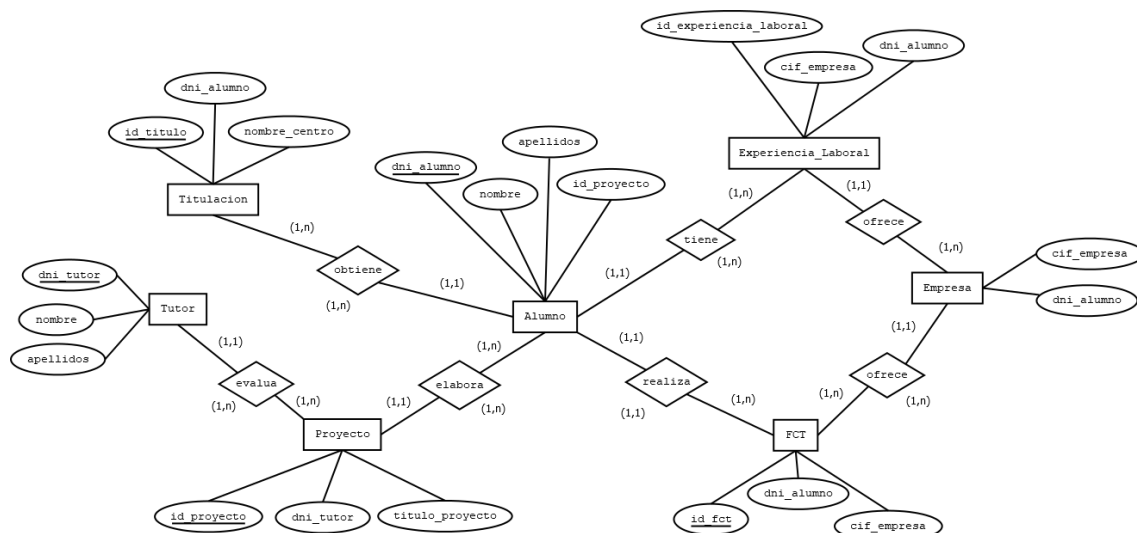 id_experiencia_laboral
dni_alumno
cif_empresa
dni_alumno
id_titulo
nombre_centro
apellidos
Experiencia_Laboral
dni_alumno
id_proyecto
nombre
Titulacion
(1,n)
(1,1)
(1,n)
ofrece
tiene
(1,n)
(1,n)
cif_empresa
obtiene
dni_tutor
(1,1)
(1,1)
Empresa
dni_alumno
(1,n)
Tutor
Alumno
nombre
(1,1)
(1,1)
(1,1)
(1,n)
apellidos
evalua
elabora
realiza
ofrece
(1,n)
(1,n)
(1,1)
(1,n)
(1,1)
(1,n)
(1,n)
(1,n)
Proyecto
FCT
dni_alumno
id_proyecto
dni_tutor
titulo_proyecto
id_fct
cif_empresa